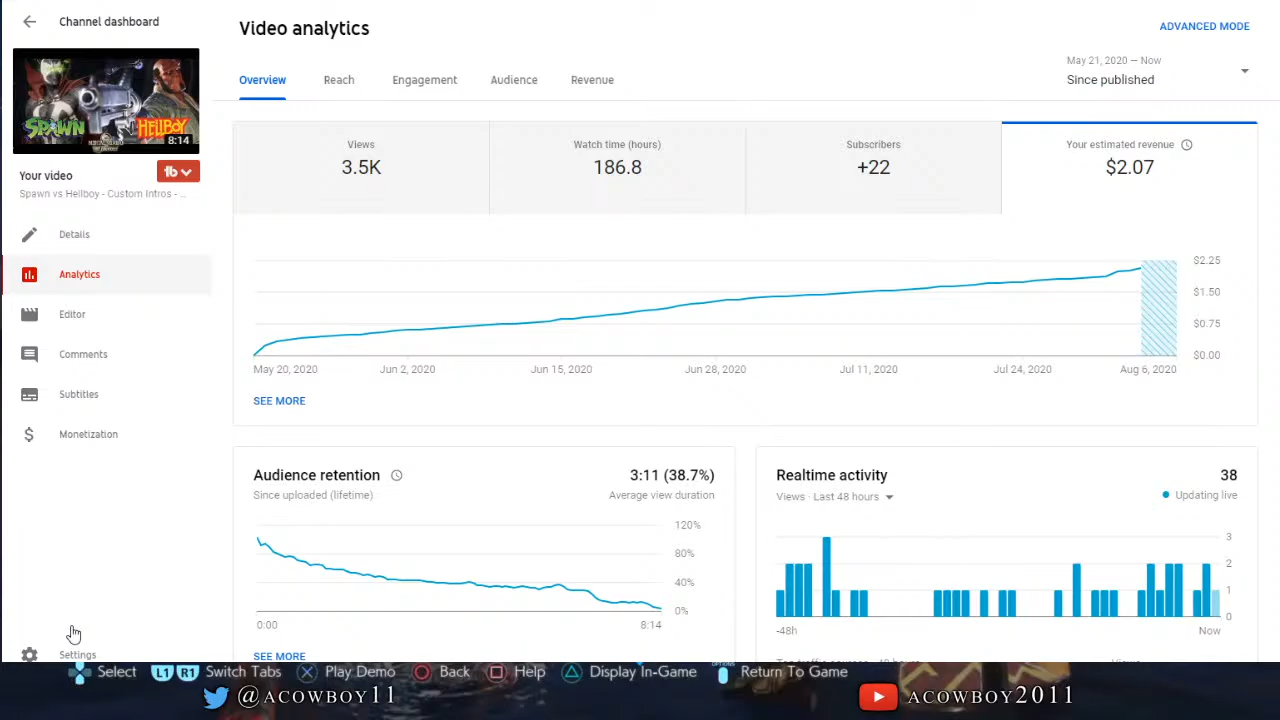 Channel dashboard
SPAWN
HELLBOY
8:14
Your video
Spawn vs Hellboy - Custom Intros - ...
Details
Analytics
Editor
Comments
Subtitles
Monetization
Settings
Video analytics
ADVANCED MODE
Overview
Reach
Engagement
Audience
Revenue
May 21, 2020 — Now
Since published
Views
3.5K
Watch time (hours)
186.8
Subscribers
+22
Your estimated revenue
$2.07
$2.25
$1.50
$0.75
$0.00
May 20, 2020
Jun 2, 2020
Jun 15, 2020
Jun 28, 2020
Jul 11, 2020
Jul 24, 2020
Aug 6, 2020
SEE MORE
Audience retention
3:11 (38.7%)
Since uploaded (lifetime)
Average view duration
120%
80%
40%
0%
0:00
8:14
SEE MORE
Realtime activity
38
Views · Last 48 hours
Updating live
3
2
1
0
-48h
Now
Select
L1 R1 Switch Tabs
Play Demo
Back
Help
Display In-Game
OPTIONS
Return To Game
@ACOWBOY11
ACOWBOY2011